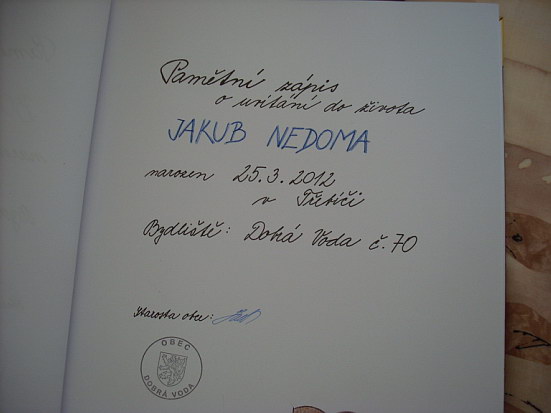 Pamětní zápis
o uvítání do života
JAKUB NEDOMA
narozen 25.3.2012
v Třebíči
Bydliště: Dobrá Voda č. 70
Starosta obce:
OBEC
DOBRÁ VODA